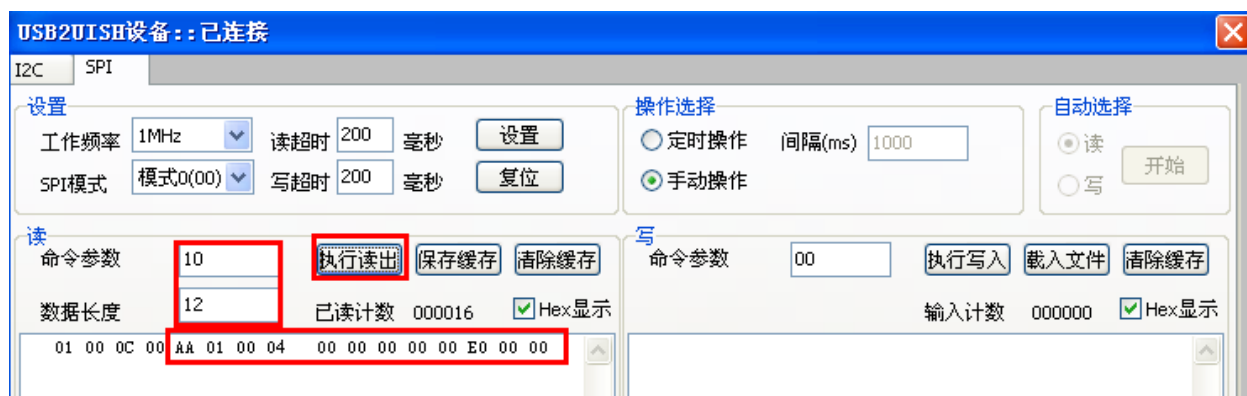 USB2UISH设备::已连接
I2C SPI
设置
工作频率 1MHz 读超时 200 毫秒 设置
SPI模式 模式0(00) 写超时 200 毫秒 复位
操作选择
定时操作 间隔(ms) 1000
手动操作
自动选择
读
写
开始
读
命令参数 10 执行读出 保存缓存 清除缓存
数据长度 12 已读计数 000016 Hex显示
01 00 0C 00 AA 01 00 04 00 00 00 00 00 E0 00 00
写
命令参数 00 执行写入 载入文件 清除缓存
输入计数 000000 Hex显示